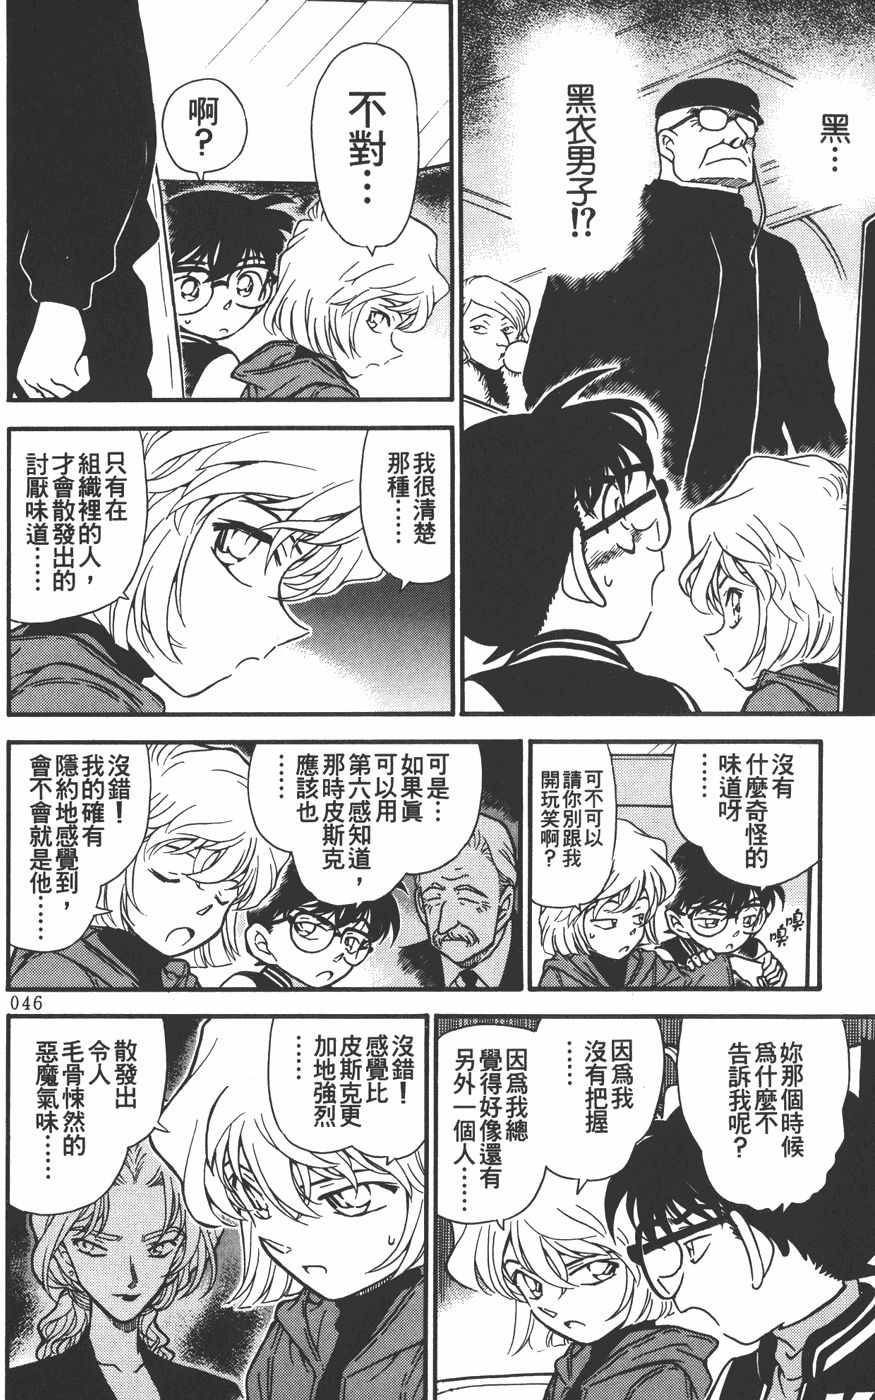 黑…
黑衣男子!?
不對…
啊?
我很清楚
那種……
只有在
組織裡的人，
才會散發出的
討厭味道……
沒有
什麼奇怪的
味道呀
……
嗅嗅
可不可以
請你別跟我
開玩笑啊?
可是…
如果眞
可以用
第六感知道，
那時皮斯克
應該也
……
沒錯!
我的確有
隱約地感覺到，
會不會就是他……
妳那個時候
爲什麼不
告訴我呢?
因爲我
沒有把握
……
因爲我總
覺得好像還有
另外一個人……
沒錯!
感覺比
皮斯克更
加地強烈
……
散發出
令人
毛骨悚然的
惡魔氣味……
046